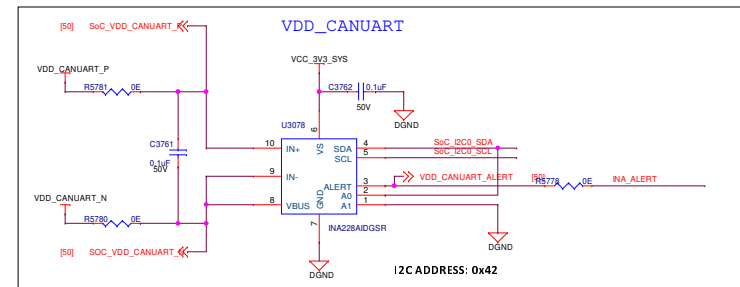 VDD_CANUART
[50] SoC_VDD_CANUART_
VCC_3V3_SYS
VDD_CANUART_P
R5781 0E
C3762 0.1uF
50V
DGND
U3078
C3761
0.1uF
50V
10 IN+
9 IN-
8 VBUS
6 VS
GND 7
SDA 4 SoC_I2C0_SDA
SCL 5 SoC_I2C0_SCL
ALERT 3
A0 2
A1 1
VDD_CANUART_ALERT [50]
R5778 0E INA_ALERT
VDD_CANUART_N
R5780 0E
INA228AIDGSR
[50] SOC_VDD_CANUART_
DGND
DGND
I2C ADDRESS: 0x42